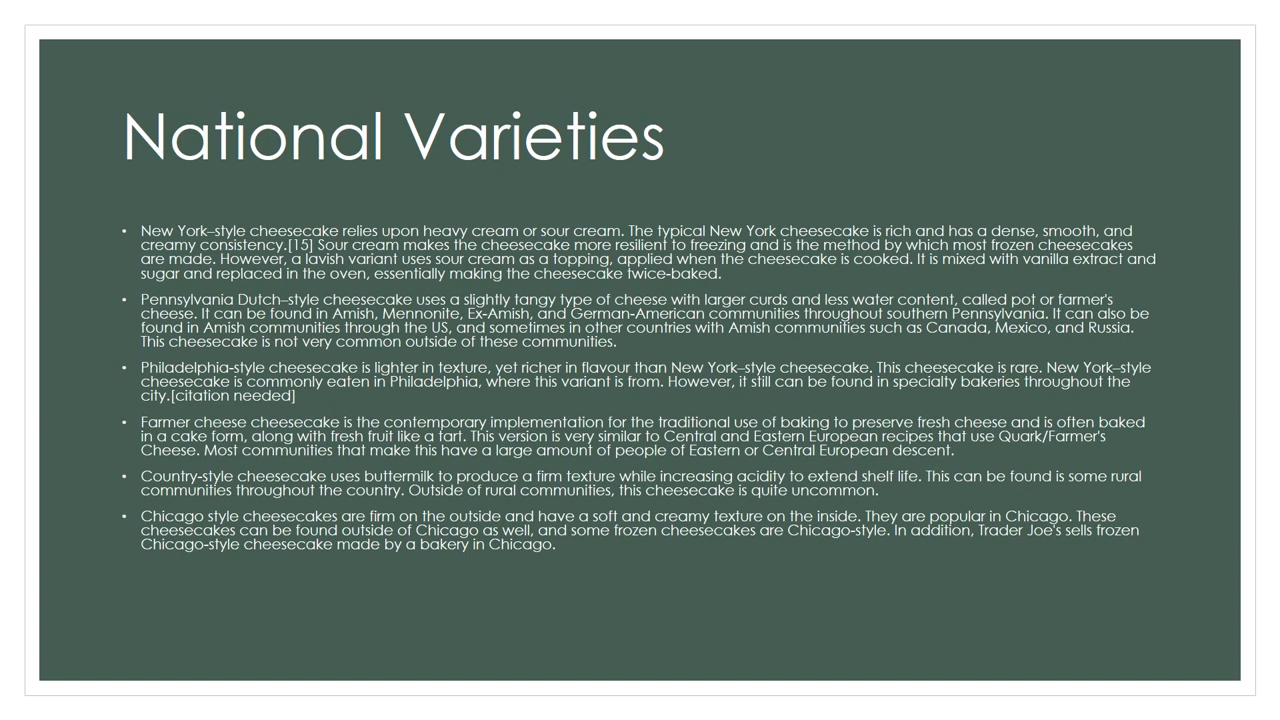 National Varieties
• New York–style cheesecake relies upon heavy cream or sour cream. The typical New York cheesecake is rich and has a dense, smooth, and
creamy consistency.[15] Sour cream makes the cheesecake more resilient to freezing and is the method by which most frozen cheesecakes
are made. However, a lavish variant uses sour cream as a topping, applied when the cheesecake is cooked. It is mixed with vanilla extract and
sugar and replaced in the oven, essentially making the cheesecake twice-baked.
• Pennsylvania Dutch–style cheesecake uses a slightly tangy type of cheese with larger curds and less water content, called pot or farmer's
cheese. It can be found in Amish, Mennonite, Ex-Amish, and German-American communities throughout southern Pennsylvania. It can also be
found in Amish communities through the US, and sometimes in other countries with Amish communities such as Canada, Mexico, and Russia.
This cheesecake is not very common outside of these communities.
• Philadelphia-style cheesecake is lighter in texture, yet richer in flavour than New York–style cheesecake. This cheesecake is rare. New York–style
cheesecake is commonly eaten in Philadelphia, where this variant is from. However, it still can be found in specialty bakeries throughout the
city.[citation needed]
• Farmer cheese cheesecake is the contemporary implementation for the traditional use of baking to preserve fresh cheese and is often baked
in a cake form, along with fresh fruit like a tart. This version is very similar to Central and Eastern European recipes that use Quark/Farmer's
Cheese. Most communities that make this have a large amount of people of Eastern or Central European descent.
• Country-style cheesecake uses buttermilk to produce a firm texture while increasing acidity to extend shelf life. This can be found is some rural
communities throughout the country. Outside of rural communities, this cheesecake is quite uncommon.
• Chicago style cheesecakes are firm on the outside and have a soft and creamy texture on the inside. They are popular in Chicago. These
cheesecakes can be found outside of Chicago as well, and some frozen cheesecakes are Chicago-style. In addition, Trader Joe's sells frozen
Chicago-style cheesecake made by a bakery in Chicago.